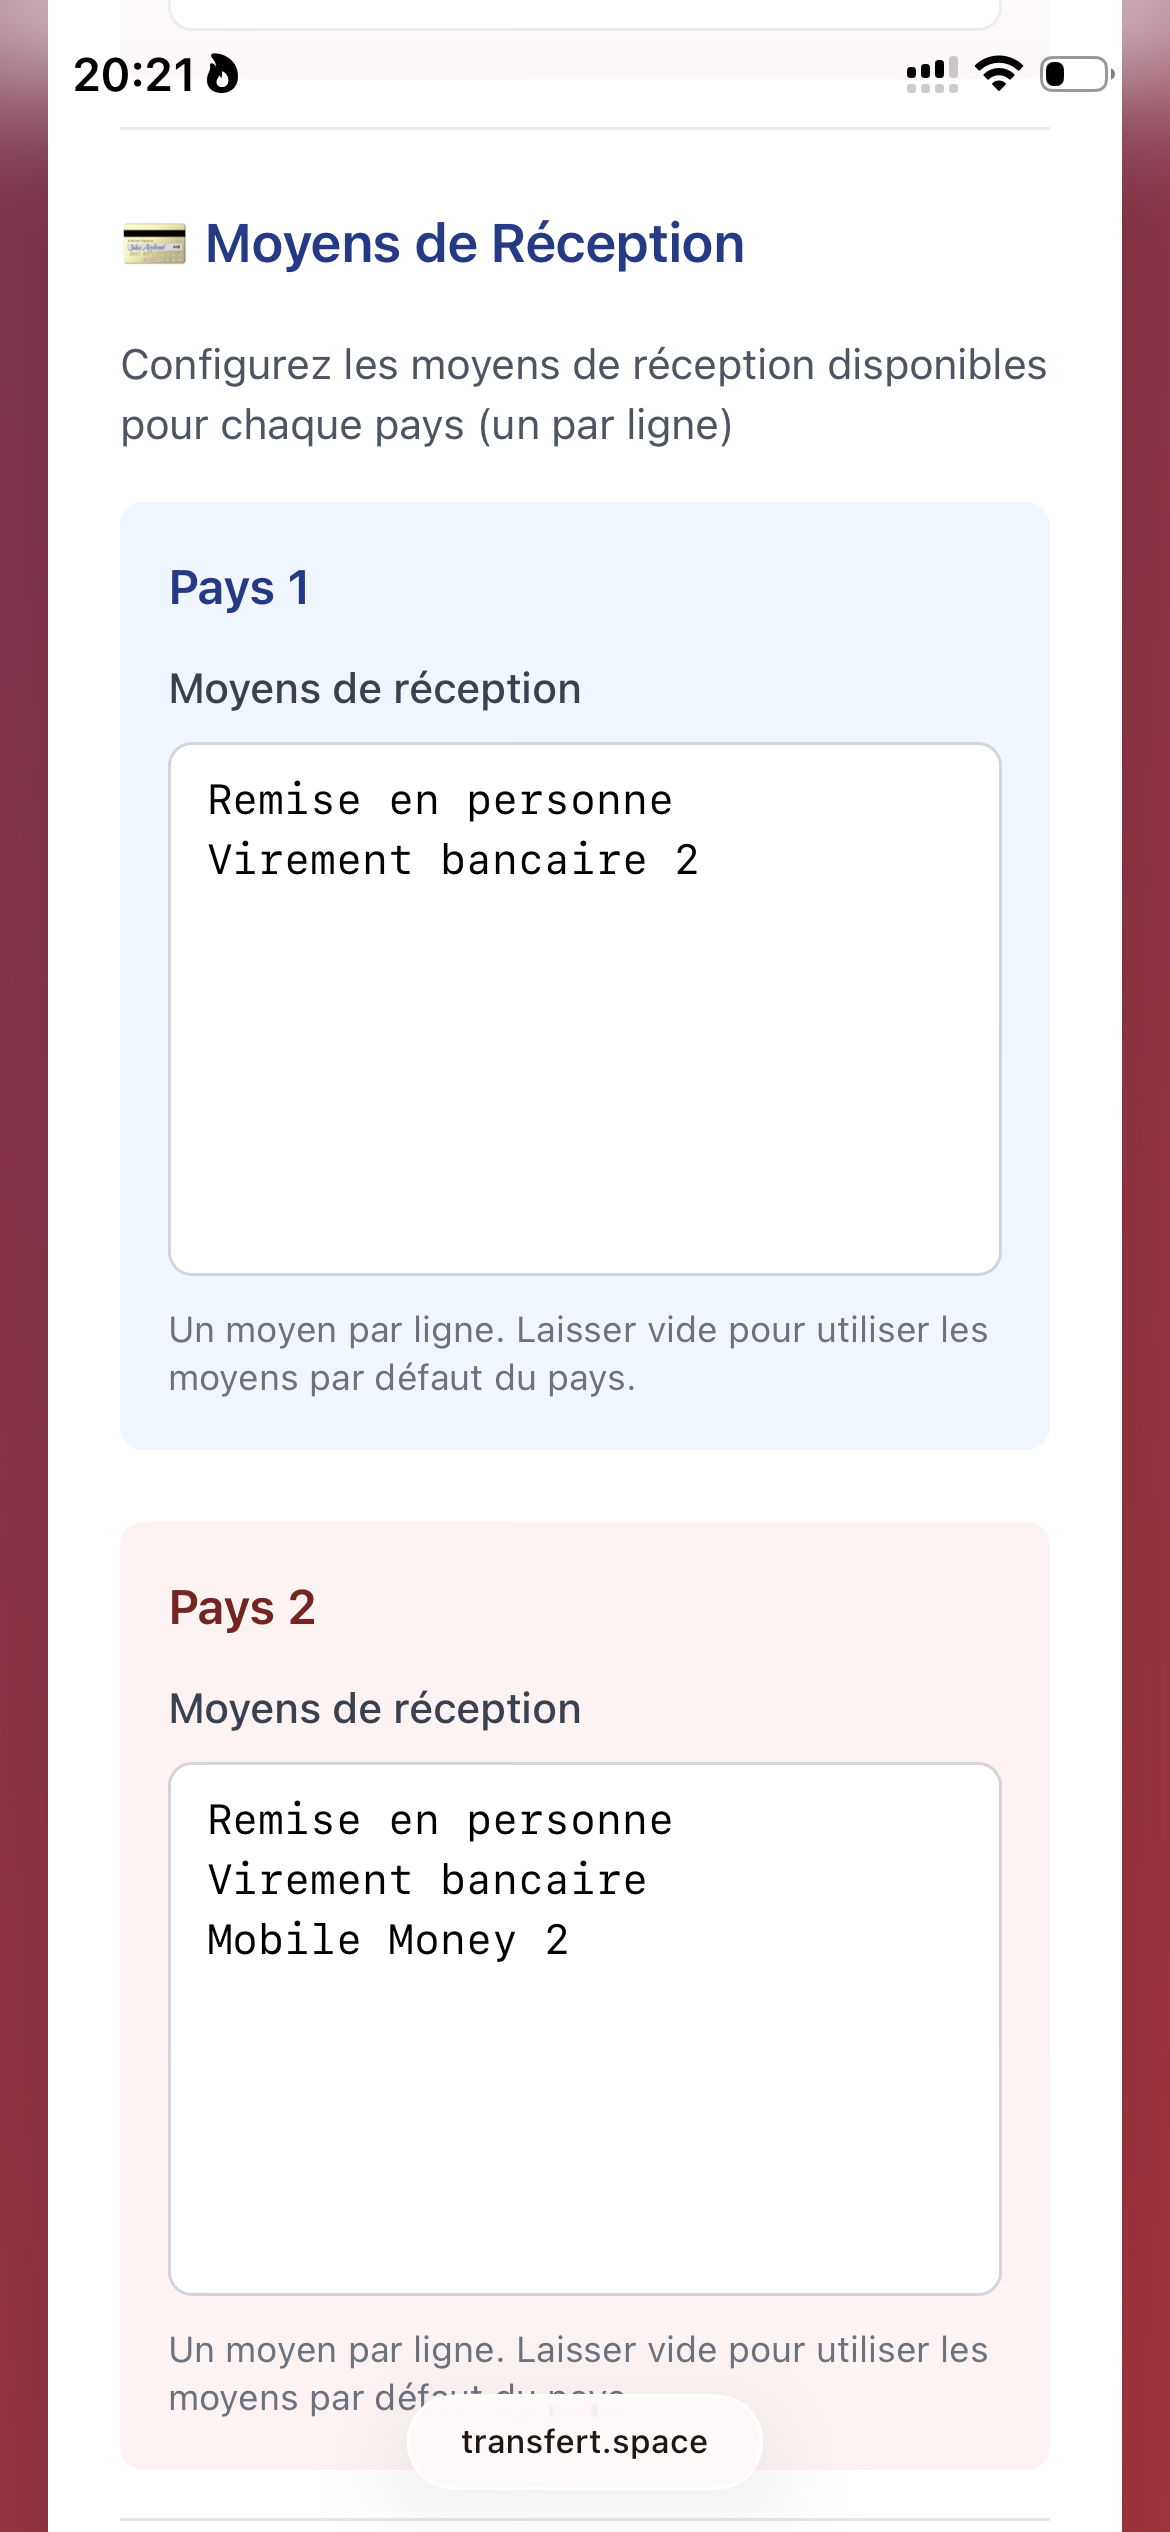 20:21
Moyens de Réception
Configurez les moyens de réception disponibles
pour chaque pays (un par ligne)
Pays 1
Moyens de réception
Remise en personne
Virement bancaire 2
Un moyen par ligne. Laisser vide pour utiliser les
moyens par défaut du pays.
Pays 2
Moyens de réception
Remise en personne
Virement bancaire
Mobile Money 2
Un moyen par ligne. Laisser vide pour utiliser les
moyens par défaut du pays.
transfert.space